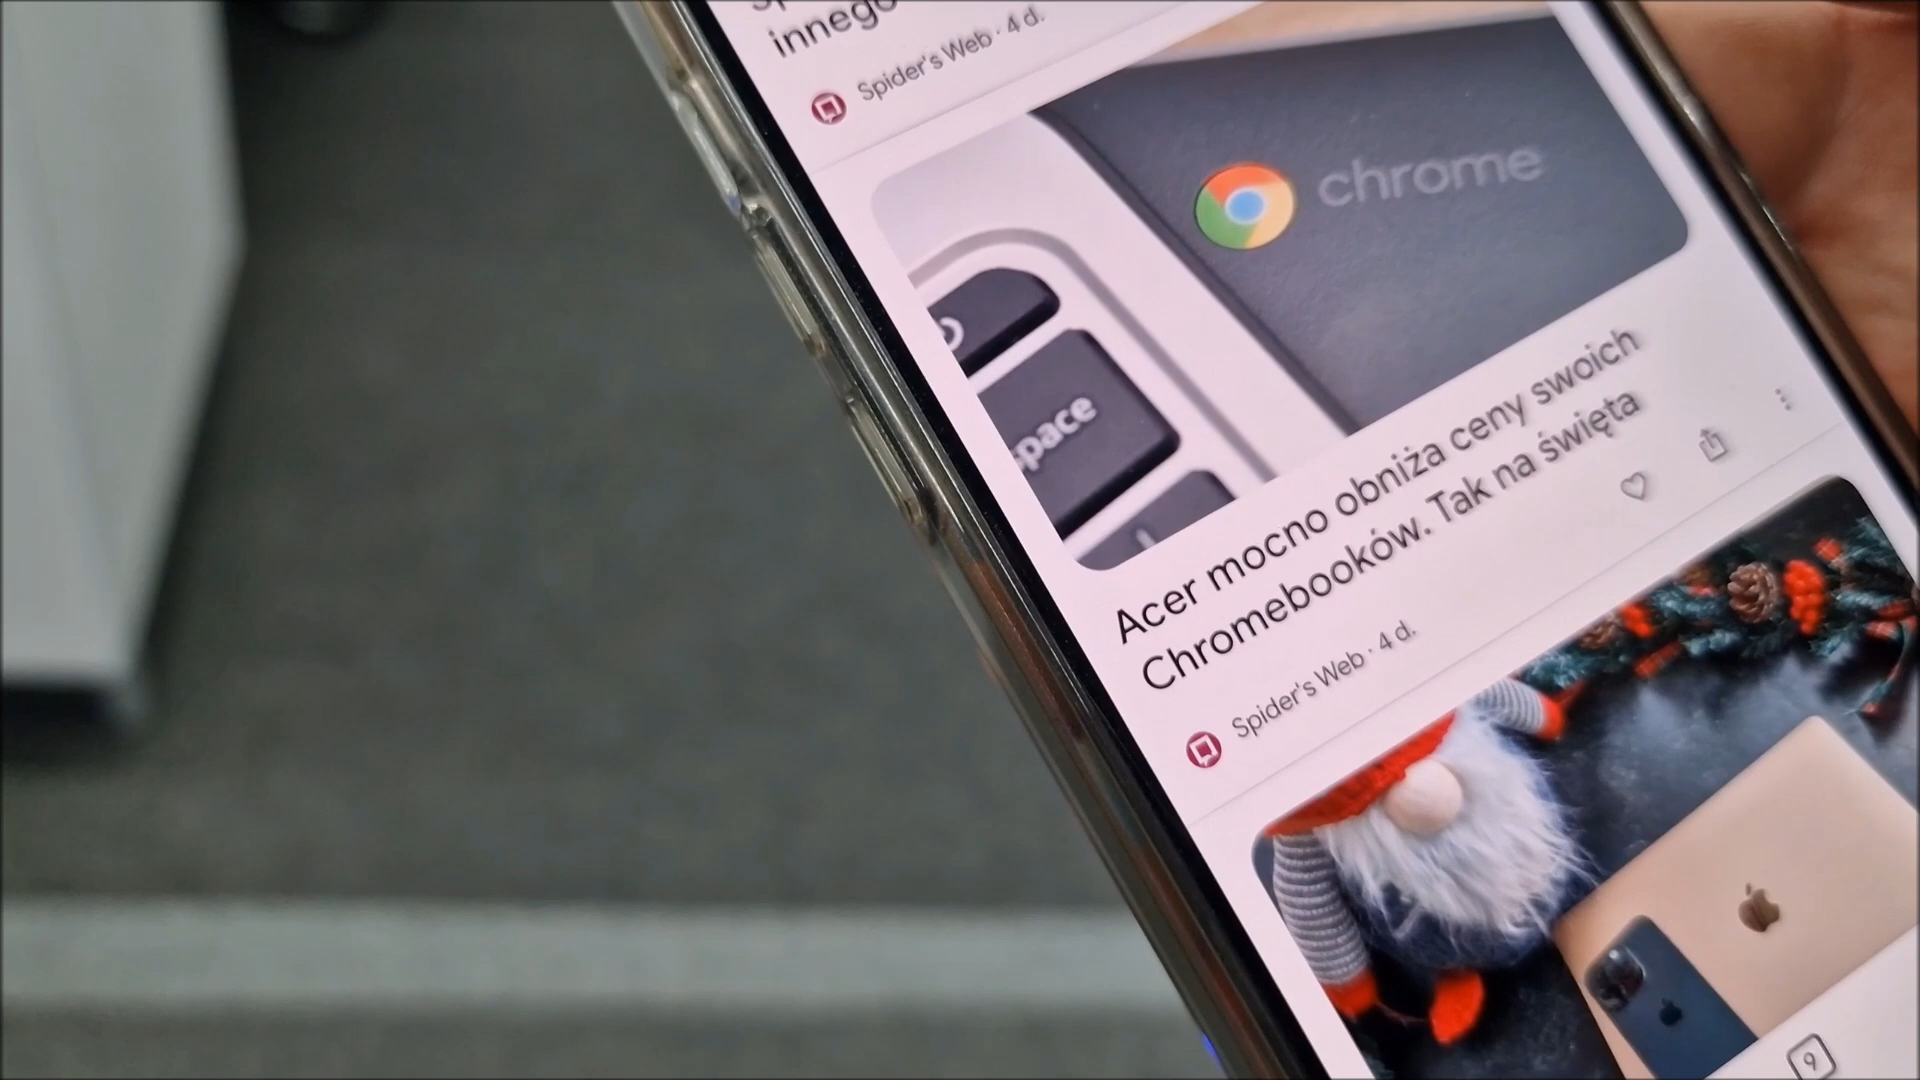 innego
Spider's Web · 4 d.
chrome
space
Acer mocno obniża ceny swoich
Chromebooków. Tak na święta
Spider's Web · 4 d.
9